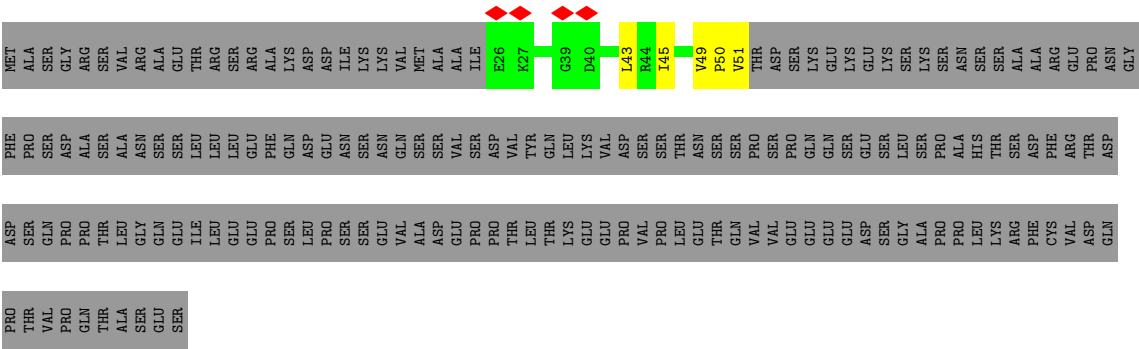 MET ALA SER GLY ARG SER VAL ARG ALA GLU THR ARG SER ARG ALA LYS ASP ASP ILE LYS LYS VAL MET ALA ALA ILE E26 K27 G39 D40 L43 R44 I45 V49 P50 V51 THR ASP SER LYS GLU LYS GLU LYS SER LYS SER ASN SER SER ALA ALA ARG GLU PRO ASN GLY
PHE PRO SER ASP ALA SER ALA ASN SER SER LEU LEU LEU GLU PHE GLN ASP GLU ASN SER ASN GLN SER SER VAL SER ASP VAL TYR GLN LEU LYS VAL ASP SER SER THR ASN SER SER PRO SER PRO GLN GLN SER GLU SER LEU SER PRO ALA HIS THR SER ASP PHE ARG THR ASP
ASP SER GLN PRO PRO THR LEU GLY GLN GLU ILE LEU GLU GLU PRO SER LEU PRO SER SER GLU VAL ALA ASP GLU PRO PRO THR LEU THR LYS GLU GLU PRO VAL PRO LEU GLU THR GLN VAL VAL GLU GLU GLU GLU ASP SER GLY ALA PRO PRO LEU LYS ARG PHE CYS VAL ASP GLN
PRO THR VAL PRO GLN THR ALA SER GLU SER